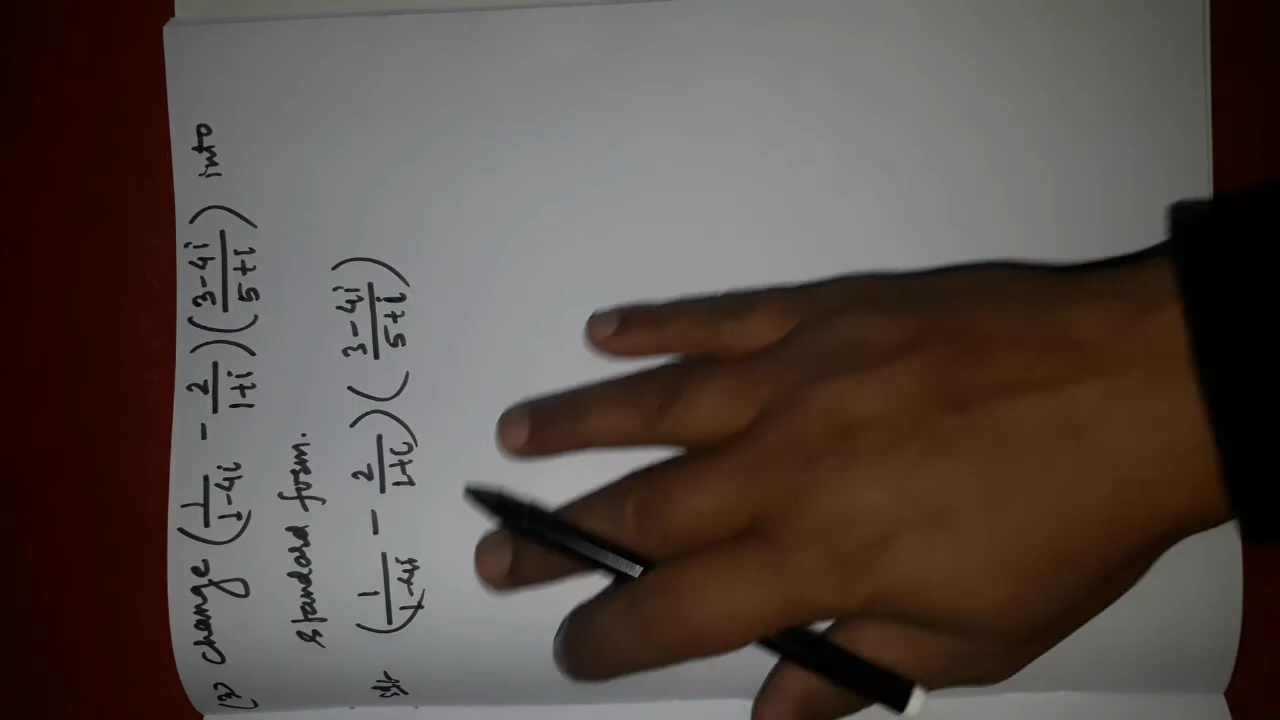 (3) change (1/1-4i - 2/1+i)(3-4i/5+i) into
standard form.
(1/1-4i - 2/1+i)(3-4i/5+i)